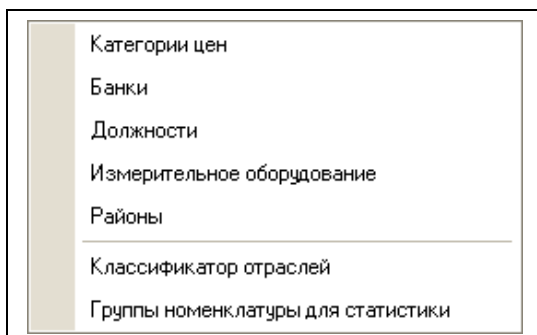 Категории цен
Банки
Должности
Измерительное оборудование
Районы
Классификатор отраслей
Группы номенклатуры для статистики